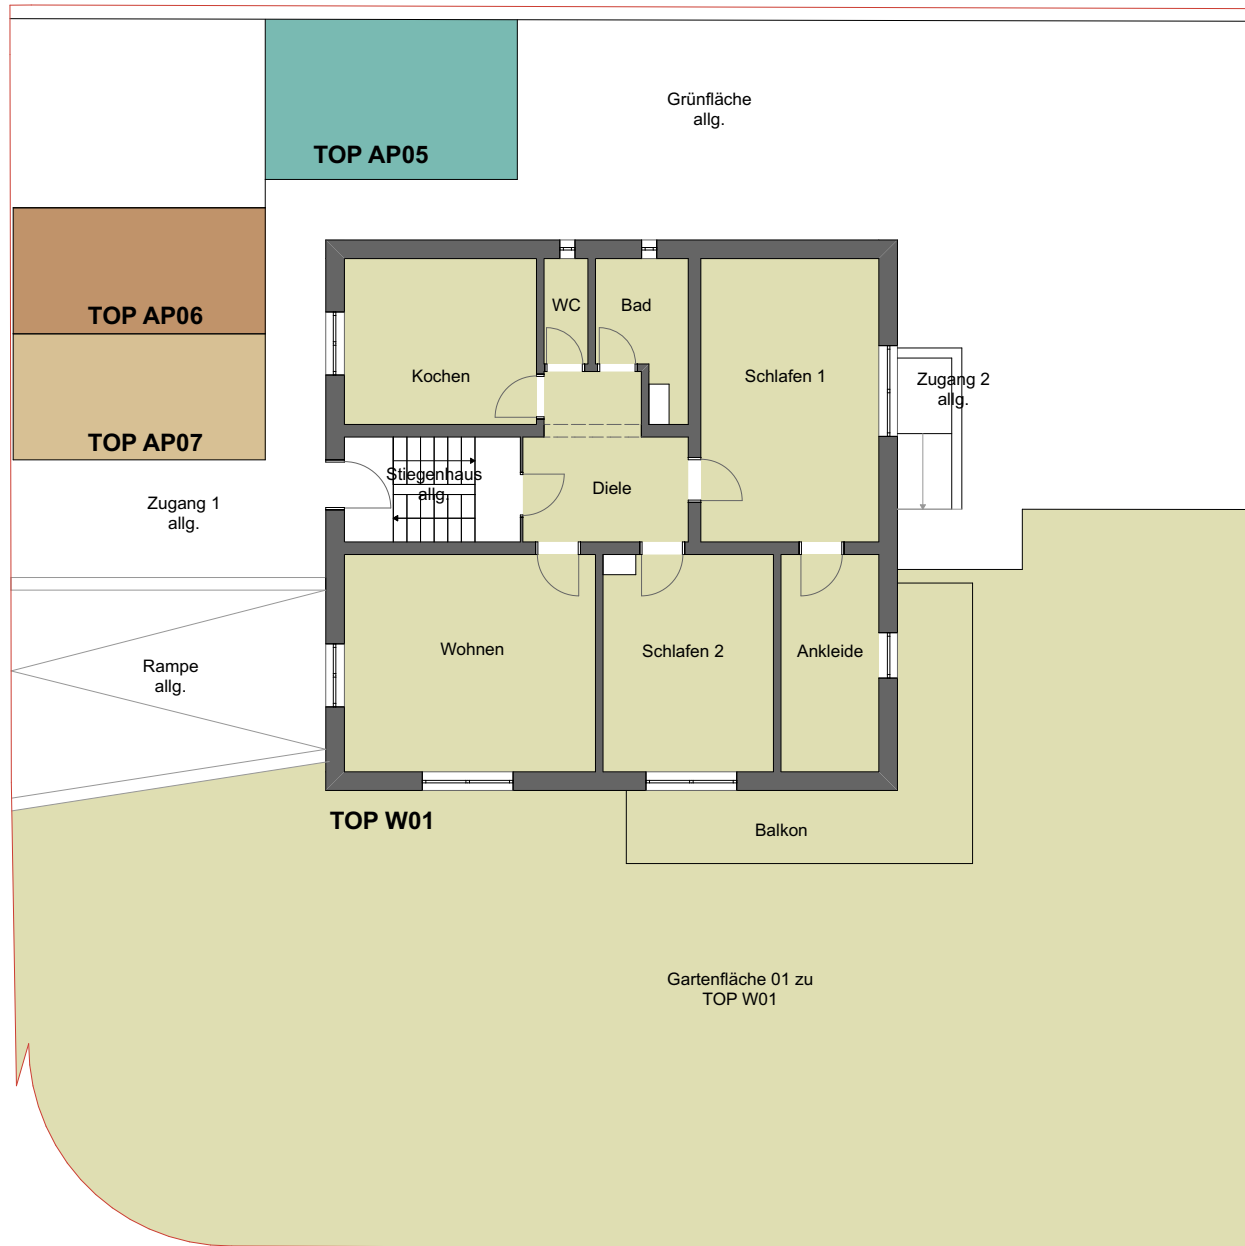 Grünfläche
allg.
TOP AP05
TOP AP06
TOP AP07
WC
Bad
Kochen
Schlafen 1
Zugang 2
allg.
Stiegenhaus
allg.
Diele
Zugang 1
allg.
Wohnen
Schlafen 2
Ankleide
Rampe
allg.
TOP W01
Balkon
Gartenfläche 01 zu
TOP W01